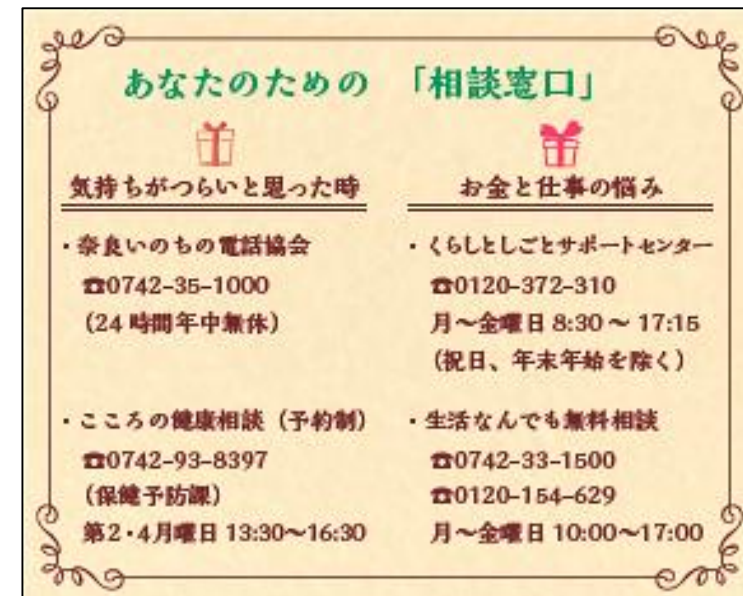 あなたのための 「相談窓口」
気持ちがつらいと思った時
・奈良いのちの電話協会
☎0742-35-1000
（24時間年中無休）
・こころの健康相談（予約制）
☎0742-93-8397
（保健予防課）
第2・4月曜日 13:30〜16:30
お金と仕事の悩み
・くらしとしごとサポートセンター
☎0120-372-310
月〜金曜日 8:30 〜 17:15
（祝日、年末年始を除く）
・生活なんでも無料相談
☎0742-33-1500
☎0120-154-629
月〜金曜日 10:00〜17:00